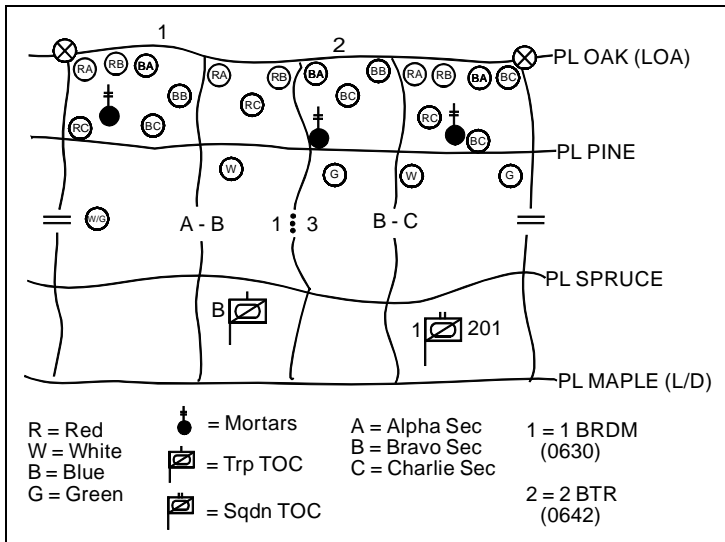 1
2
RA RB BA BB RA RB BA BB RA RB BA BC
PL OAK (LOA)
RC BC RC BC RC BC
PL PINE
W G W G
W/G A - B 1 3 B - C
PL SPRUCE
B 1 201
PL MAPLE (L/D)
R = Red
W = White
B = Blue
G = Green
= Mortars
= Trp TOC
= Sqdn TOC
A = Alpha Sec
B = Bravo Sec
C = Charlie Sec
1 = 1 BRDM
(0630)
2 = 2 BTR
(0642)